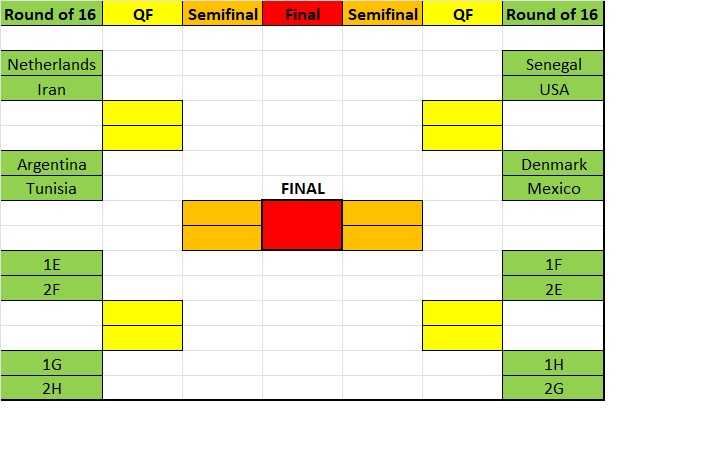 Round of 16 QF Semifinal Final Semifinal QF Round of 16
Netherlands Senegal
Iran USA
Argentina Denmark
Tunisia FINAL Mexico
1E 1F
2F 2E
1G 1H
2H 2G